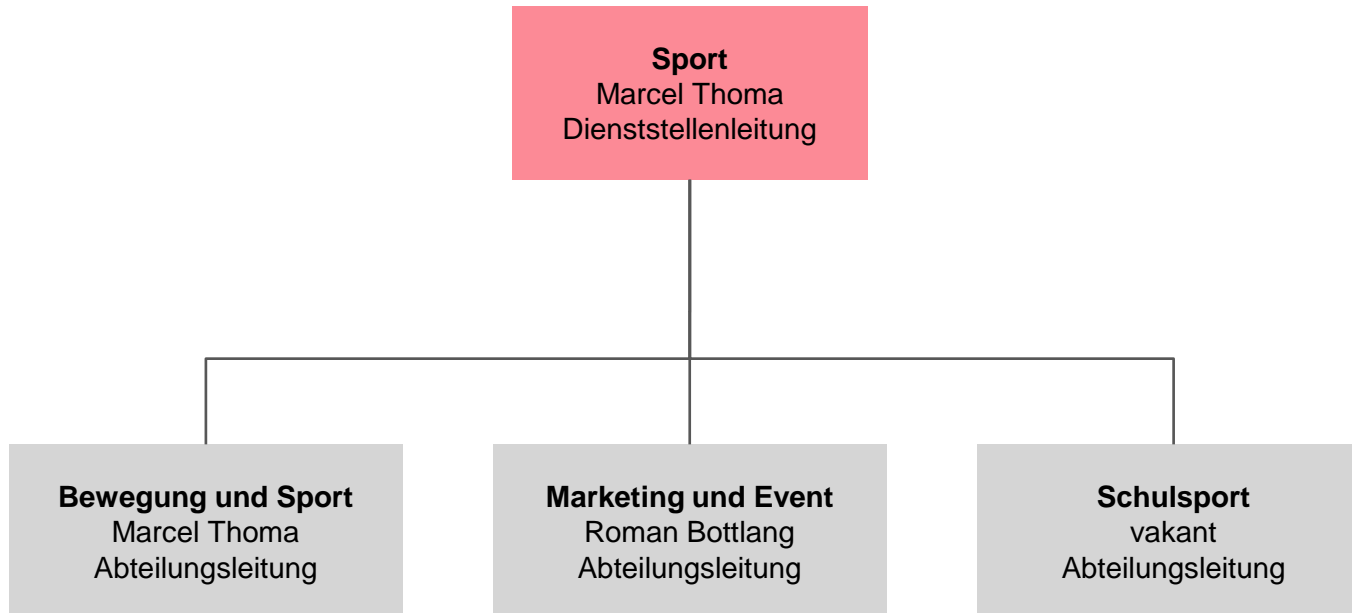 Sport
Marcel Thoma
Dienststellenleitung
Bewegung und Sport
Marcel Thoma
Abteilungsleitung
Marketing und Event
Roman Bottlang
Abteilungsleitung
Schulsport
vakant
Abteilungsleitung